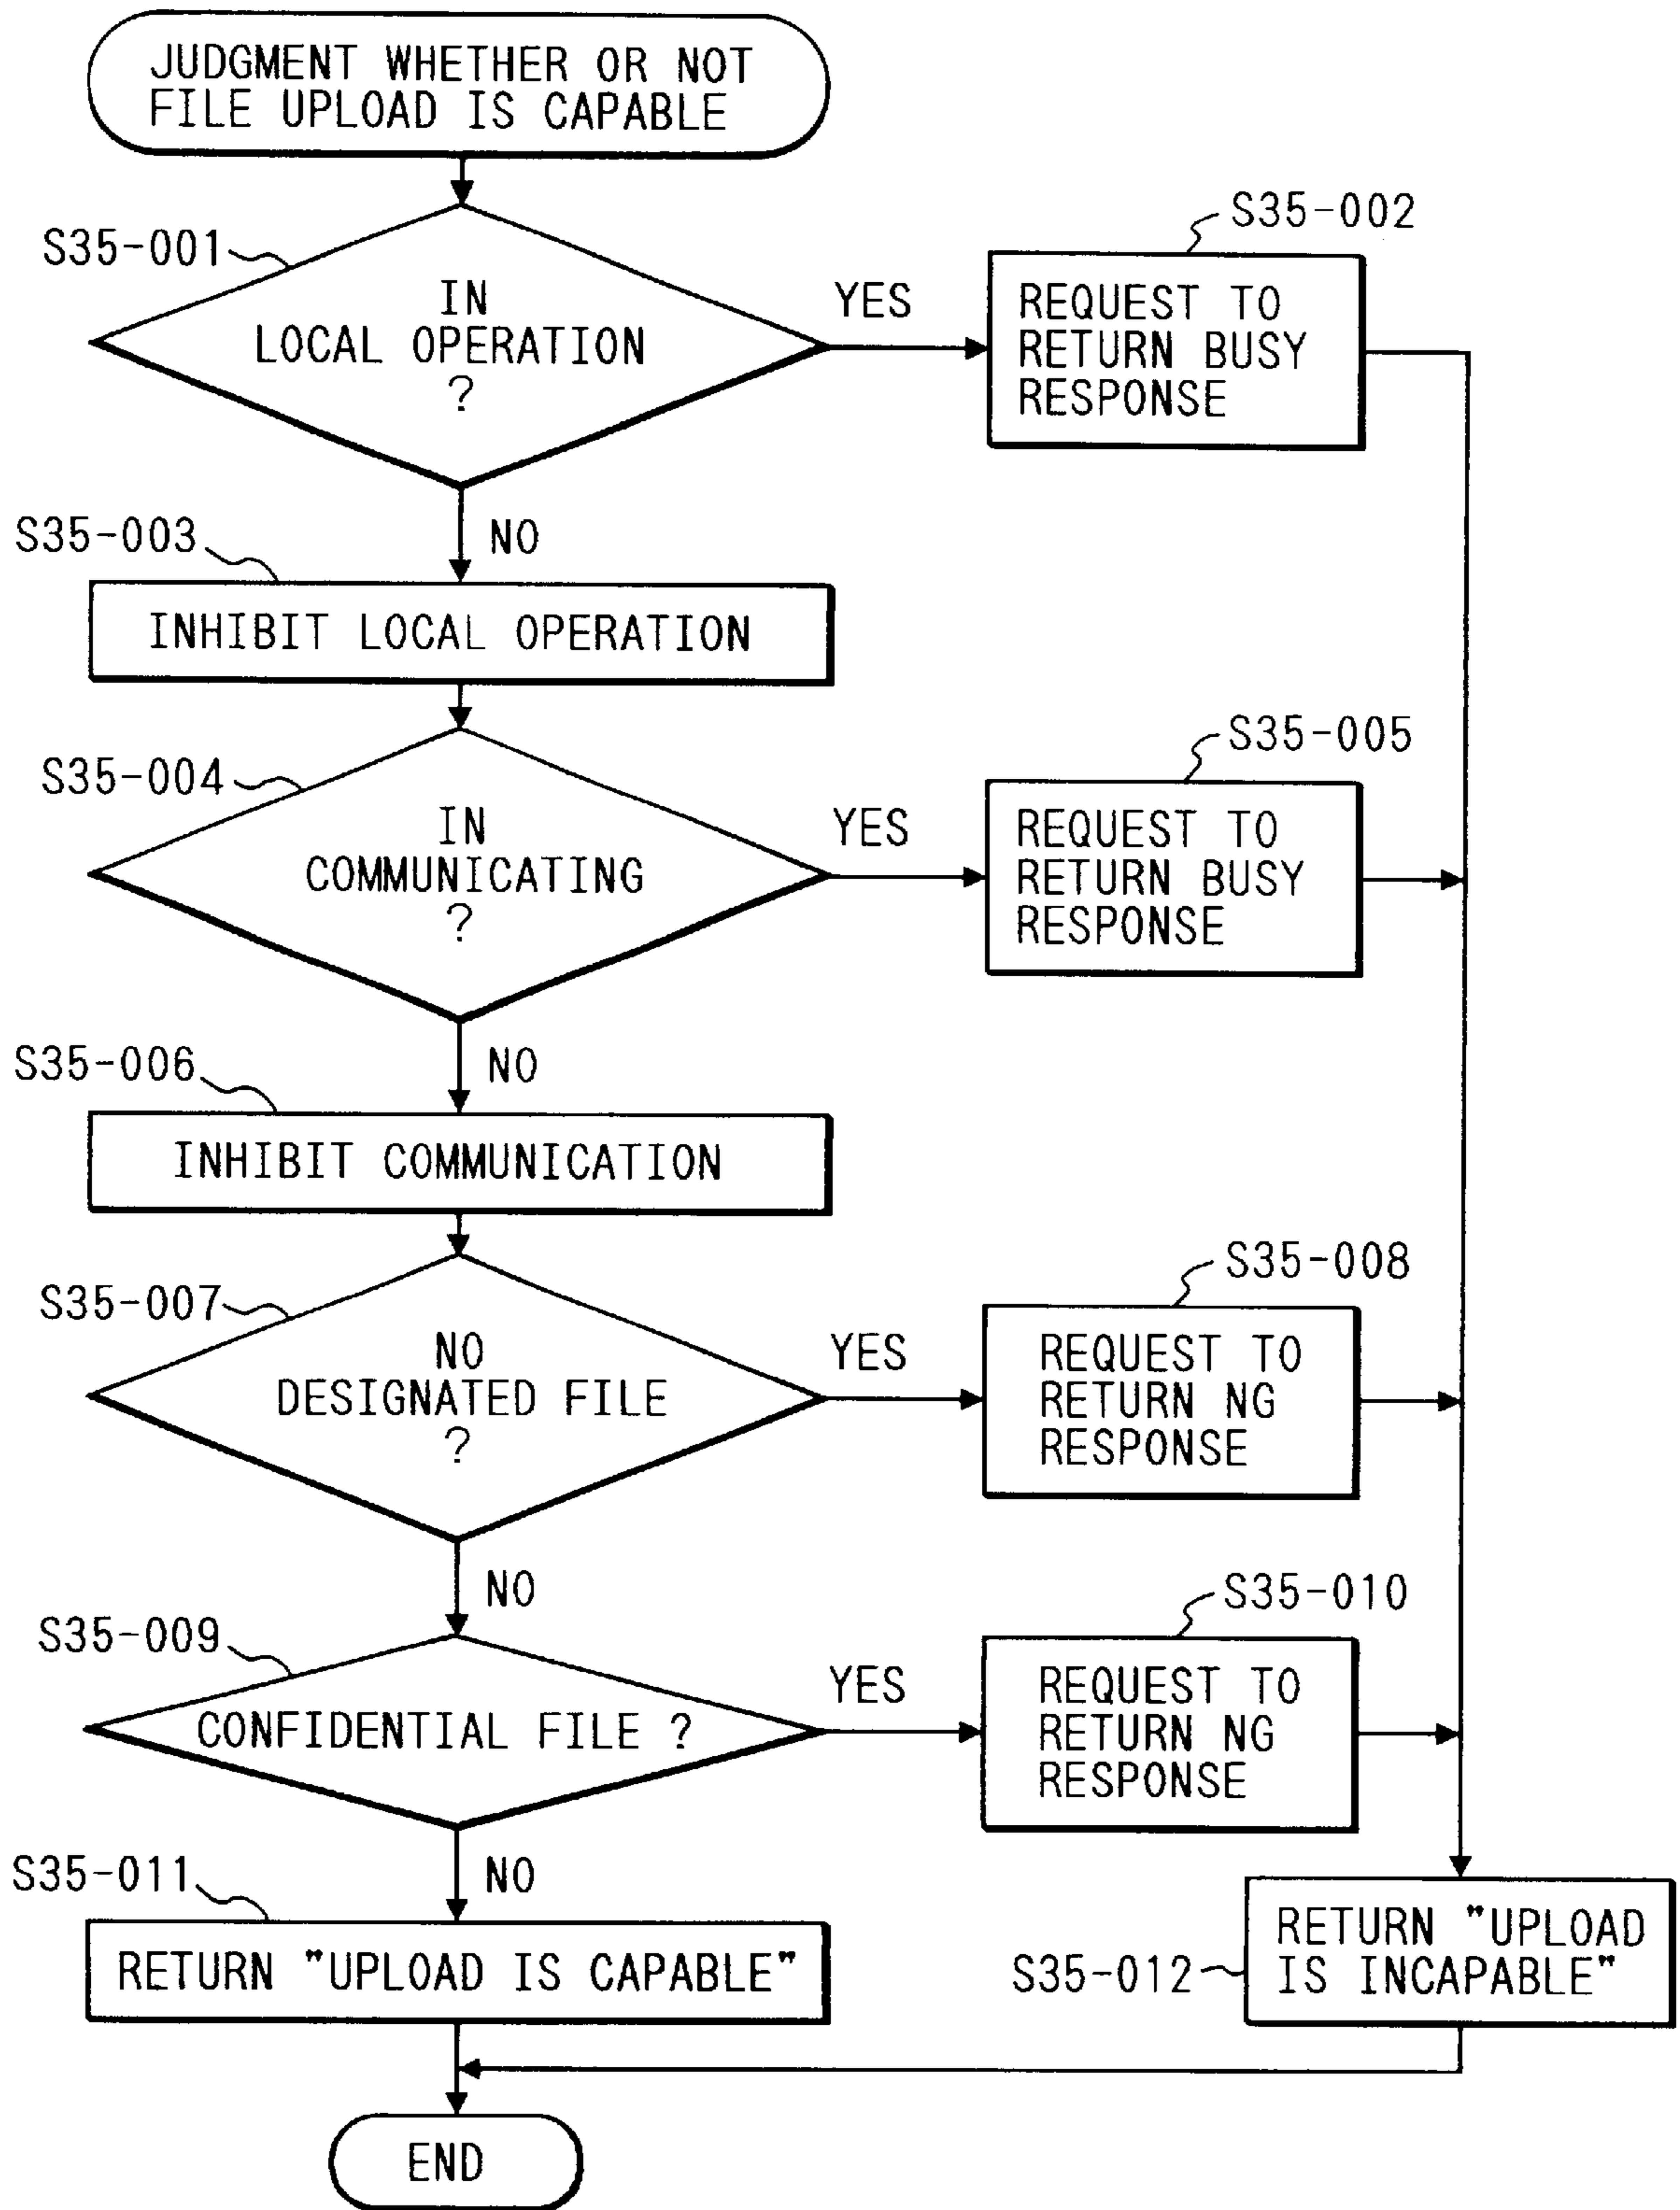 JUDGMENT WHETHER OR NOT
FILE UPLOAD IS CAPABLE
S35-001
IN
LOCAL OPERATION
?
YES
S35-002
REQUEST TO
RETURN BUSY
RESPONSE
NO
S35-003
INHIBIT LOCAL OPERATION
S35-004
IN
COMMUNICATING
?
YES
S35-005
REQUEST TO
RETURN BUSY
RESPONSE
NO
S35-006
INHIBIT COMMUNICATION
S35-007
NO
DESIGNATED FILE
?
YES
S35-008
REQUEST TO
RETURN NG
RESPONSE
NO
S35-009
CONFIDENTIAL FILE ?
YES
S35-010
REQUEST TO
RETURN NG
RESPONSE
NO
S35-011
RETURN "UPLOAD IS CAPABLE"
S35-012
RETURN "UPLOAD
IS INCAPABLE"
END